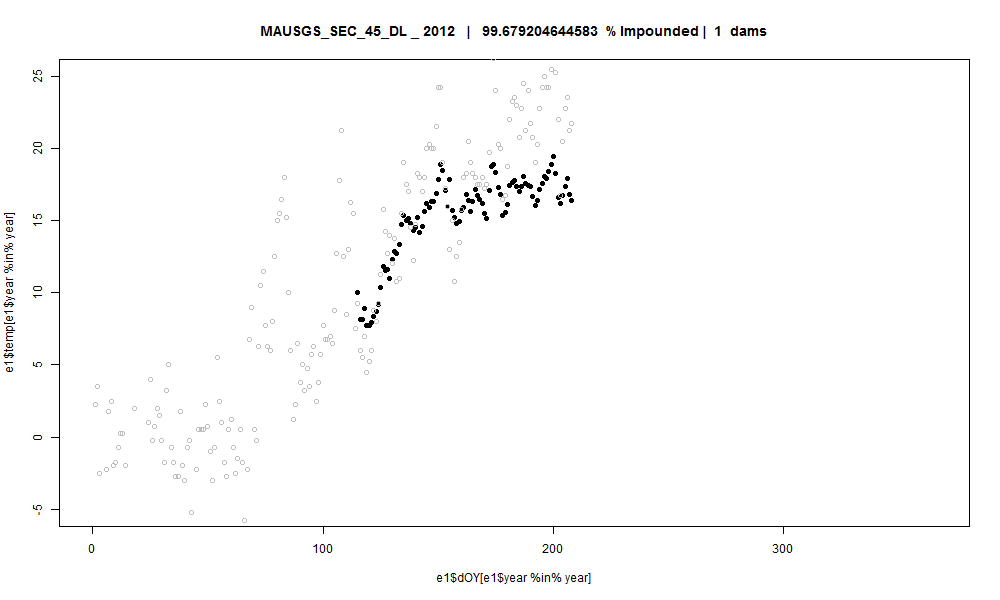 MAUSGS_SEC_45_DL _ 2012 | 99.679204644583 % Impounded | 1 dams
25
20
15
10
5
0
-5
e1$temp[e1$year %in% year]
0 100 200 300
e1$dOY[e1$year %in% year]